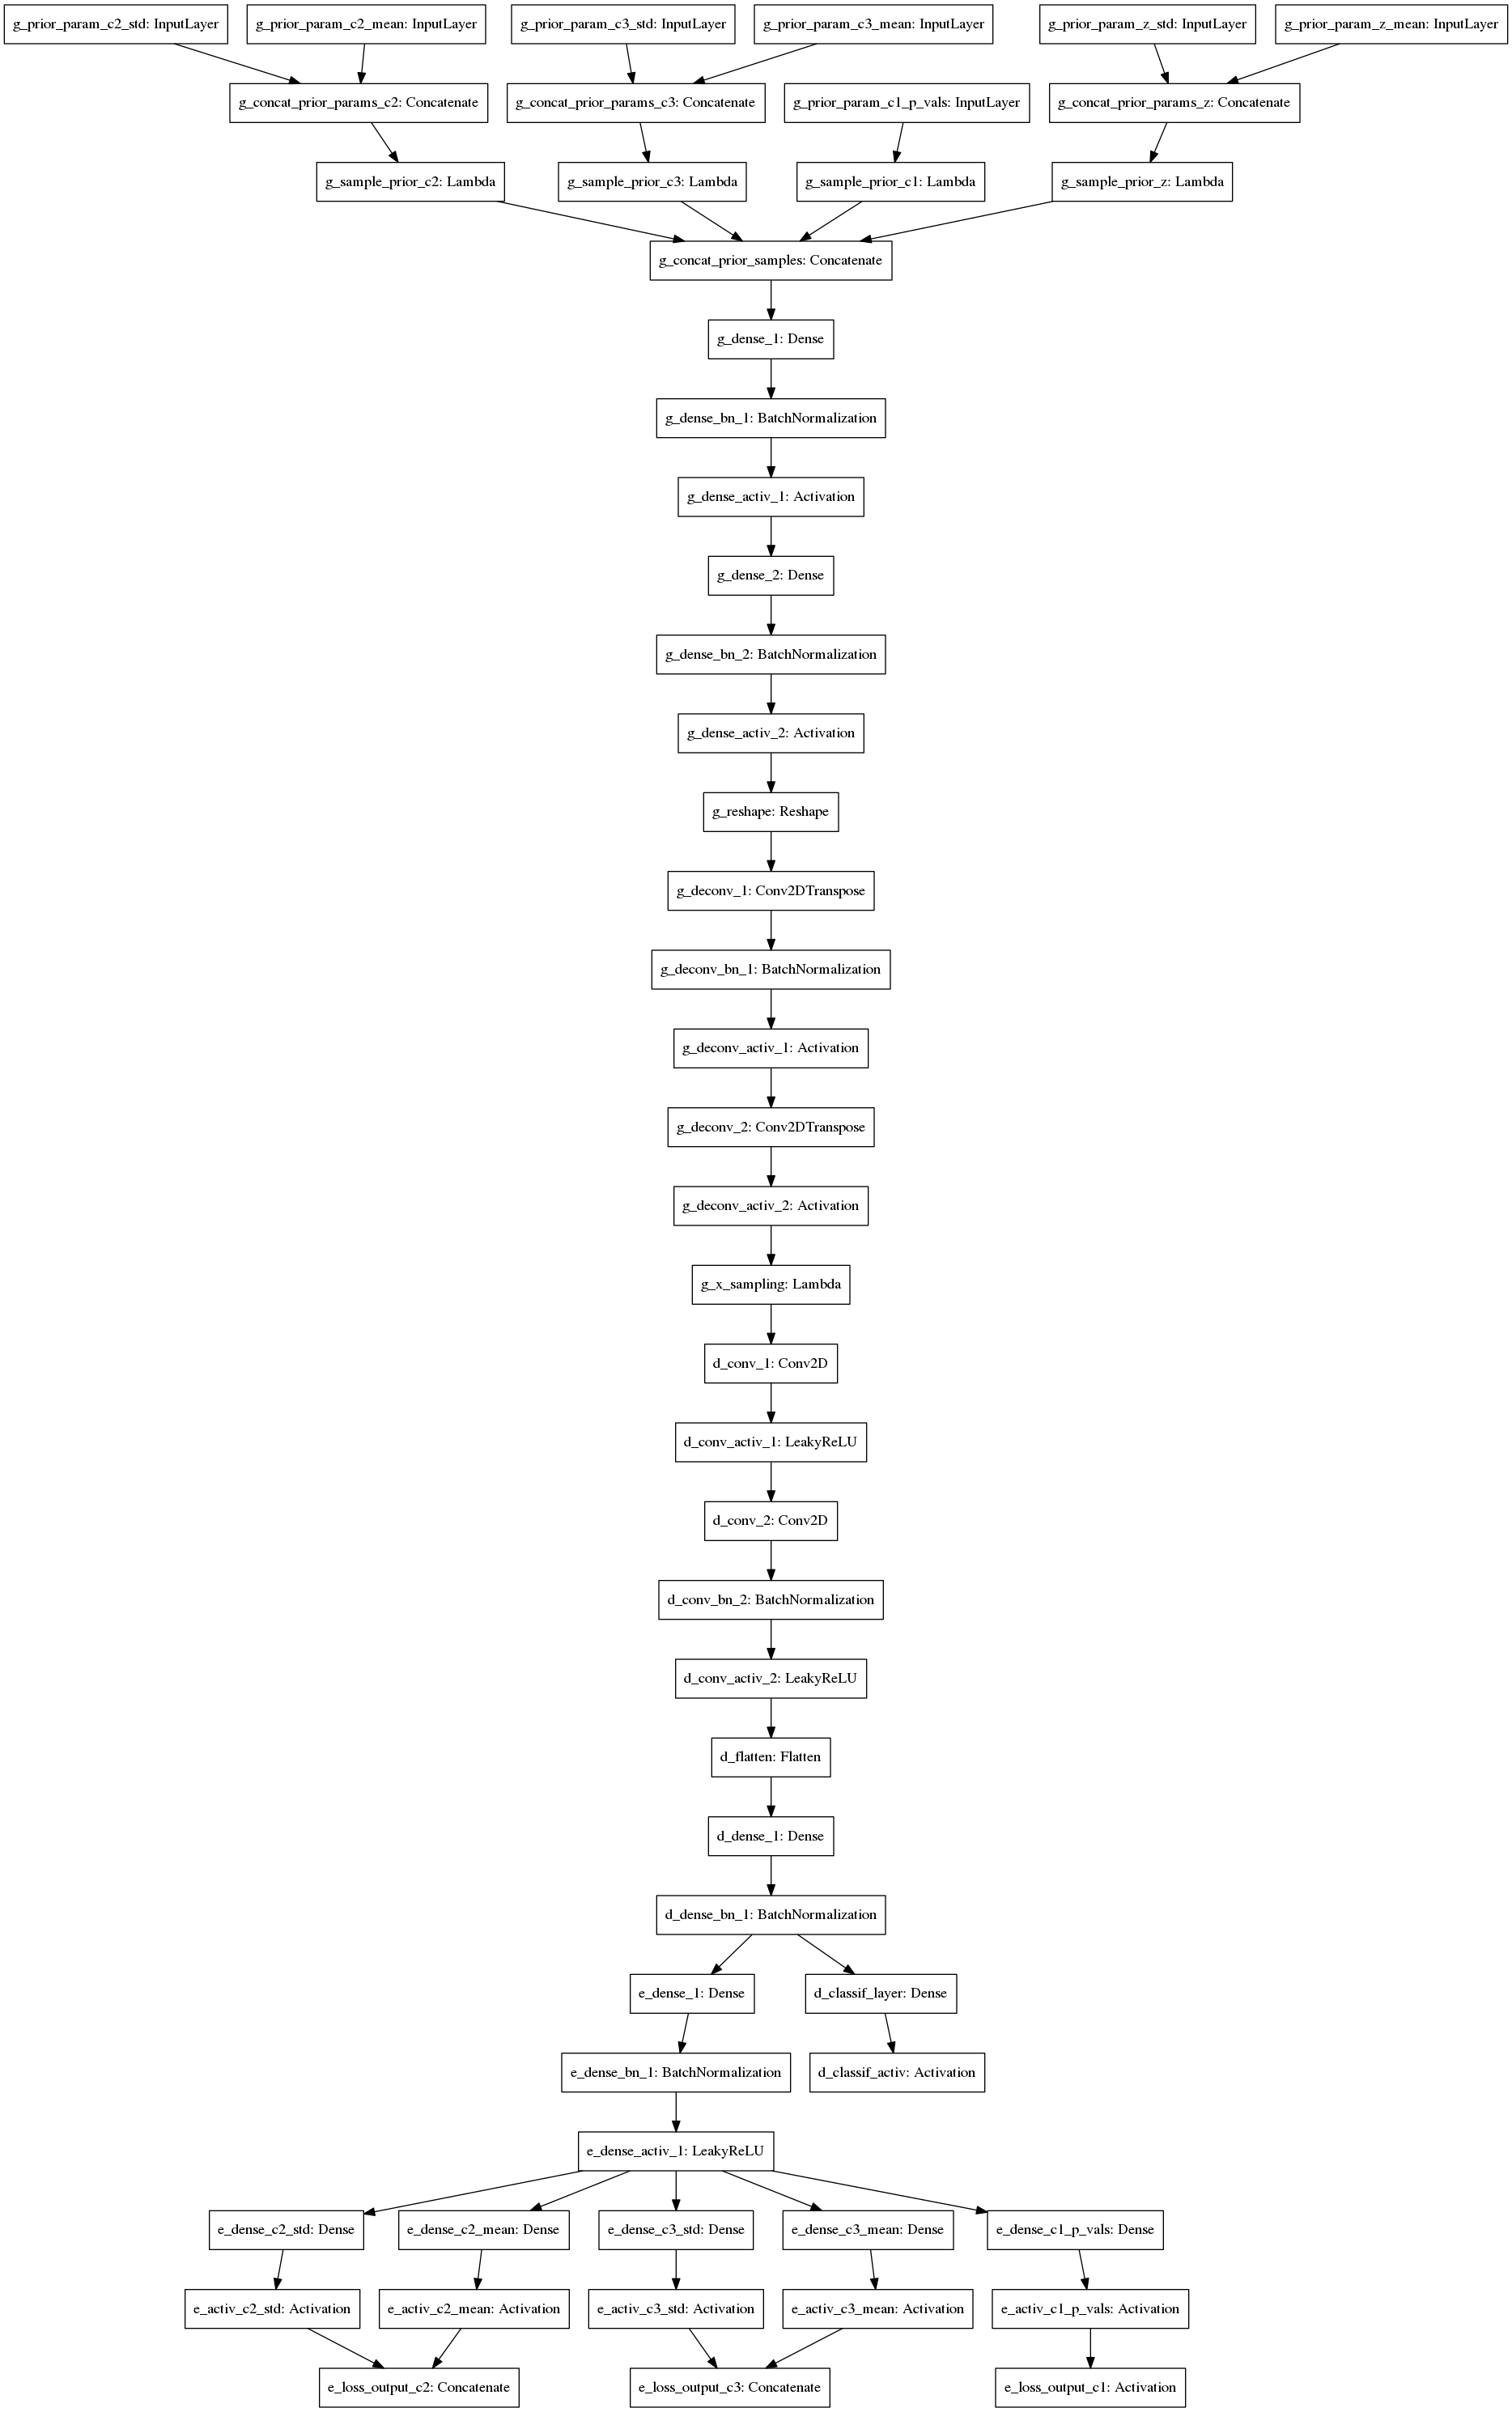 g_prior_param_c2_std: InputLayer
g_prior_param_c2_mean: InputLayer
g_prior_param_c3_std: InputLayer
g_prior_param_c3_mean: InputLayer
g_prior_param_z_std: InputLayer
g_prior_param_z_mean: InputLayer
g_concat_prior_params_c2: Concatenate
g_concat_prior_params_c3: Concatenate
g_prior_param_c1_p_vals: InputLayer
g_concat_prior_params_z: Concatenate
g_sample_prior_c2: Lambda
g_sample_prior_c3: Lambda
g_sample_prior_c1: Lambda
g_sample_prior_z: Lambda
g_concat_prior_samples: Concatenate
g_dense_1: Dense
g_dense_bn_1: BatchNormalization
g_dense_activ_1: Activation
g_dense_2: Dense
g_dense_bn_2: BatchNormalization
g_dense_activ_2: Activation
g_reshape: Reshape
g_deconv_1: Conv2DTranspose
g_deconv_bn_1: BatchNormalization
g_deconv_activ_1: Activation
g_deconv_2: Conv2DTranspose
g_deconv_activ_2: Activation
g_x_sampling: Lambda
d_conv_1: Conv2D
d_conv_activ_1: LeakyReLU
d_conv_2: Conv2D
d_conv_bn_2: BatchNormalization
d_conv_activ_2: LeakyReLU
d_flatten: Flatten
d_dense_1: Dense
d_dense_bn_1: BatchNormalization
e_dense_1: Dense
d_classif_layer: Dense
e_dense_bn_1: BatchNormalization
d_classif_activ: Activation
e_dense_activ_1: LeakyReLU
e_dense_c2_std: Dense
e_dense_c2_mean: Dense
e_dense_c3_std: Dense
e_dense_c3_mean: Dense
e_dense_c1_p_vals: Dense
e_activ_c2_std: Activation
e_activ_c2_mean: Activation
e_activ_c3_std: Activation
e_activ_c3_mean: Activation
e_activ_c1_p_vals: Activation
e_loss_output_c2: Concatenate
e_loss_output_c3: Concatenate
e_loss_output_c1: Activation